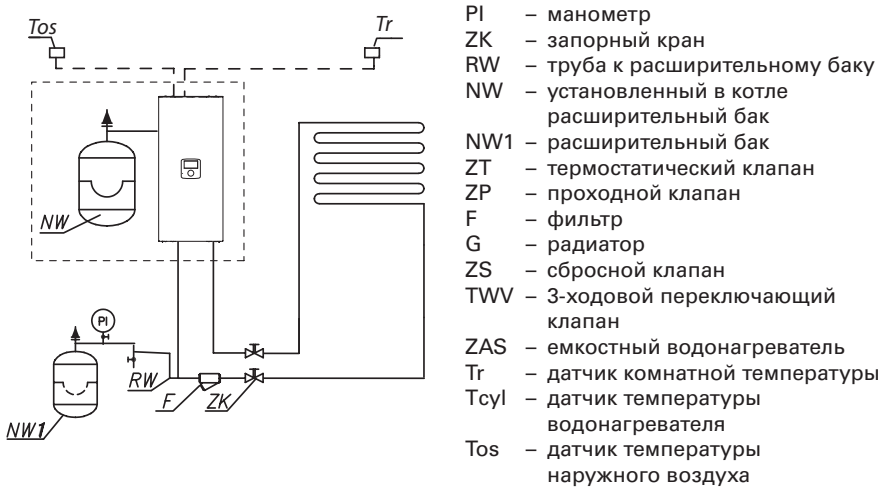 Tos
Tr
NW
PI
RW
F
ZK
NW1
PI – манометр
ZK – запорный кран
RW – труба к расширительному баку
NW – установленный в котле
расширительный бак
NW1 – расширительный бак
ZT – термостатический клапан
ZP – проходной клапан
F – фильтр
G – радиатор
ZS – сбросной клапан
TWV – 3-ходовой переключающий
клапан
ZAS – емкостный водонагреватель
Tr – датчик комнатной температуры
Tcyl – датчик температуры
водонагревателя
Tos – датчик температуры
наружного воздуха